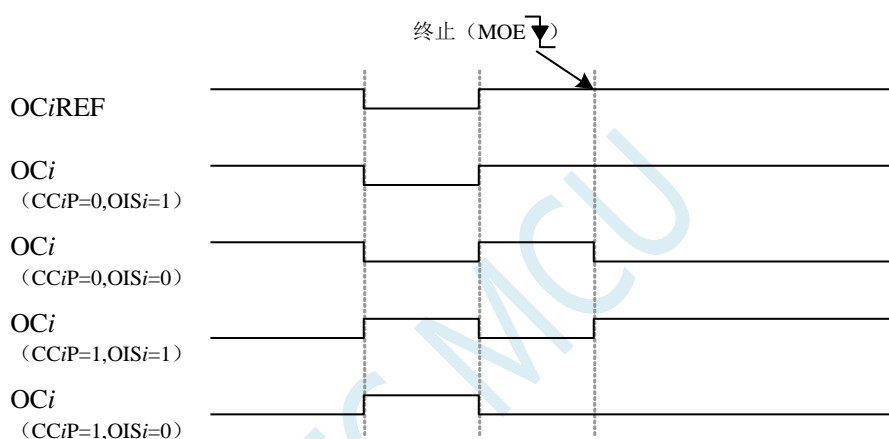 终止（MOE）
OCiREF
OCi
（CCiP=0,OISi=1）
OCi
（CCiP=0,OISi=0）
OCi
（CCiP=1,OISi=1）
OCi
（CCiP=1,OISi=0）
MCU